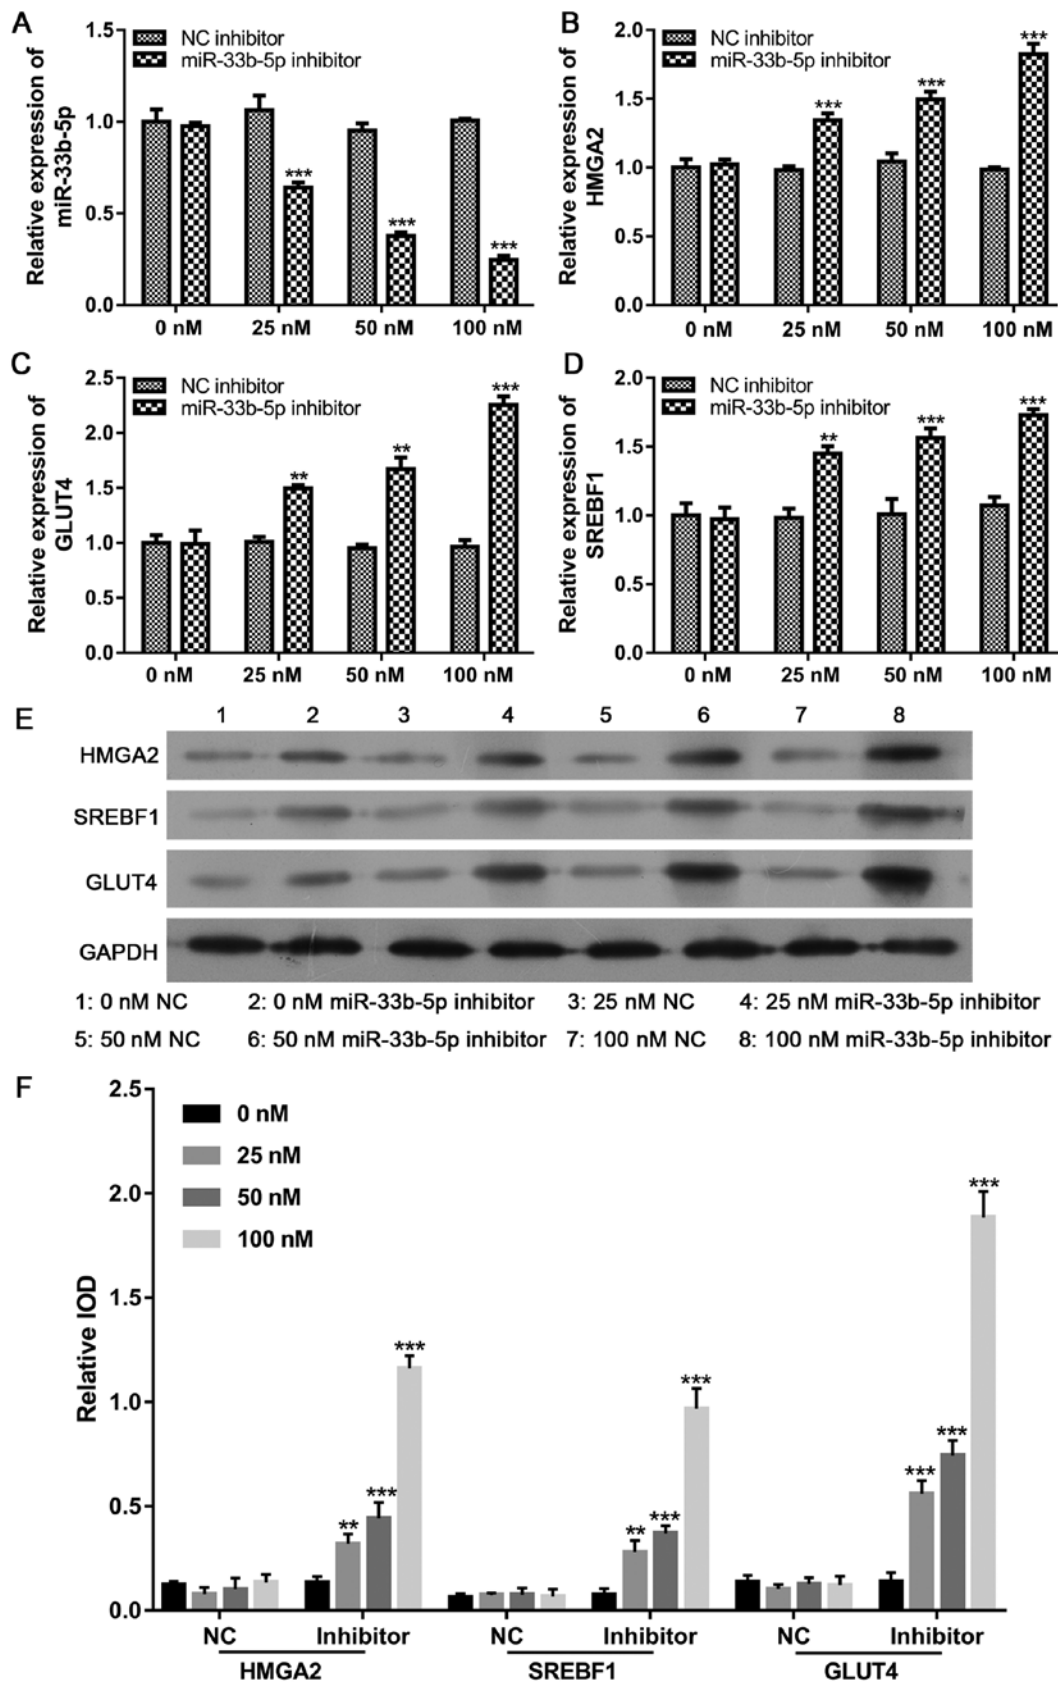 A
Relative expression of
miR-33b-5p
1.5
1.0
0.5
0.0
NC inhibitor
miR-33b-5p inhibitor
***
***
***
0 nM 25 nM 50 nM 100 nM
B
Relative expression of
HMGA2
2.0
1.5
1.0
0.5
0.0
NC inhibitor
miR-33b-5p inhibitor
***
***
***
0 nM 25 nM 50 nM 100 nM
C
Relative expression of
GLUT4
2.5
2.0
1.5
1.0
0.5
0.0
NC inhibitor
miR-33b-5p inhibitor
**
**
***
0 nM 25 nM 50 nM 100 nM
D
Relative expression of
SREBF1
2.0
1.5
1.0
0.5
0.0
NC inhibitor
miR-33b-5p inhibitor
**
***
***
0 nM 25 nM 50 nM 100 nM
E
1 2 3 4 5 6 7 8
HMGA2
SREBF1
GLUT4
GAPDH
1: 0 nM NC 2: 0 nM miR-33b-5p inhibitor 3: 25 nM NC 4: 25 nM miR-33b-5p inhibitor
5: 50 nM NC 6: 50 nM miR-33b-5p inhibitor 7: 100 nM NC 8: 100 nM miR-33b-5p inhibitor
F
Relative IOD
2.5
2.0
1.5
1.0
0.5
0.0
0 nM
25 nM
50 nM
100 nM
**
***
***
**
***
***
***
***
***
NC Inhibitor NC Inhibitor NC Inhibitor
HMGA2 SREBF1 GLUT4